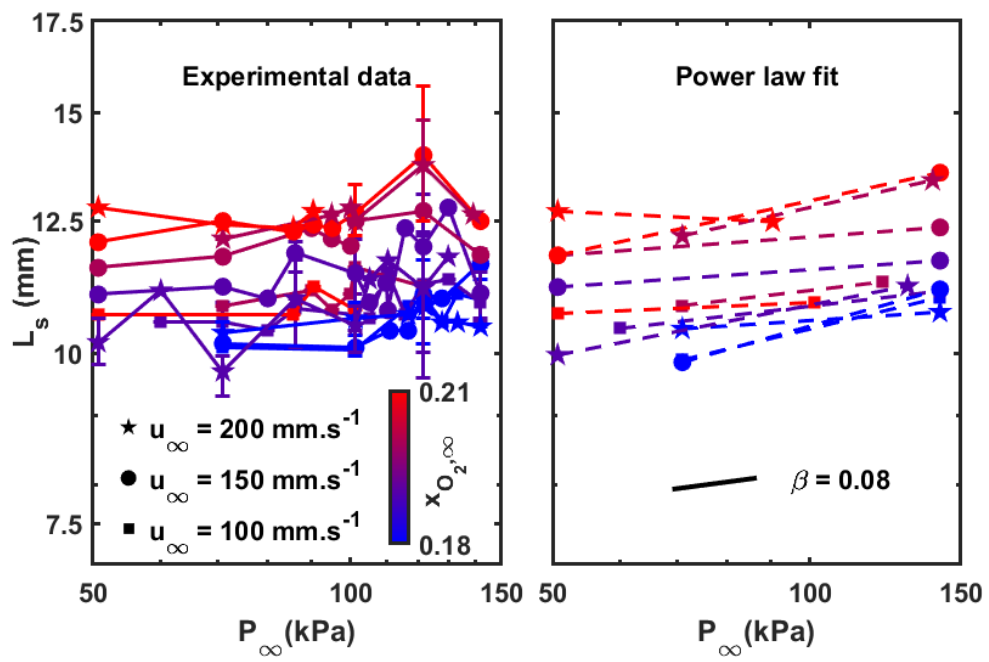 17.5
15
12.5
10
7.5
L_s (mm)
Experimental data
★ u_∞ = 200 mm.s^-1
● u_∞ = 150 mm.s^-1
■ u_∞ = 100 mm.s^-1
0.21
x_O_2,∞
0.18
50
100
150
P_∞ (kPa)
Power law fit
β = 0.08
50
100
150
P_∞ (kPa)